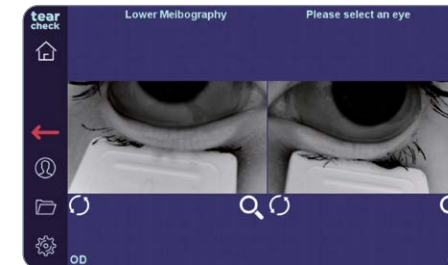 tear
check
Lower Meibography
Please select an eye
OD